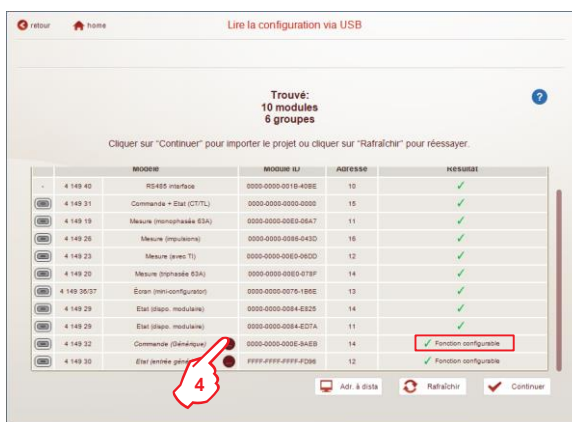 retour home Lire la configuration via USB
Trouvé:
10 modules
6 groupes
?
Cliquer sur "Continuer" pour importer le projet ou cliquer sur "Rafraîchir" pour réessayer.
Modèle Module ID Adresse Résultat
- 4 149 40 RS485 interface 0000-0000-001B-40BE 10 ✓
4 149 31 Commande + Etat (CT/TL) 0000-0000-0000-0000 15 ✓
4 149 19 Mesure (monophasée 63A) 0000-0000-00E0-06A7 11 ✓
4 149 26 Mesure (impulsions) 0000-0000-0086-043D 16 ✓
4 149 23 Mesure (avec TI) 0000-0000-00E0-06DD 12 ✓
4 149 20 Mesure (triphasée 63A) 0000-0000-00E0-078F 14 ✓
4 149 36/37 Écran (mini-configurator) 0000-0000-0076-1B6E 13 ✓
4 149 29 Etat (dispo. modulaire) 0000-0000-0084-E825 14 ✓
4 149 29 Etat (dispo. modulaire) 0000-0000-0084-ED7A 11 ✓
4 149 32 Commande (Générique) 0000-0000-000E-9AEB 14 ✓ Fonction configurable
4 149 30 Etat (entrée FFFF-FFFF-FFFF-FD96 12 ✓ Fonction configurable
4
Adr. à dista Rafraîchir Continuer